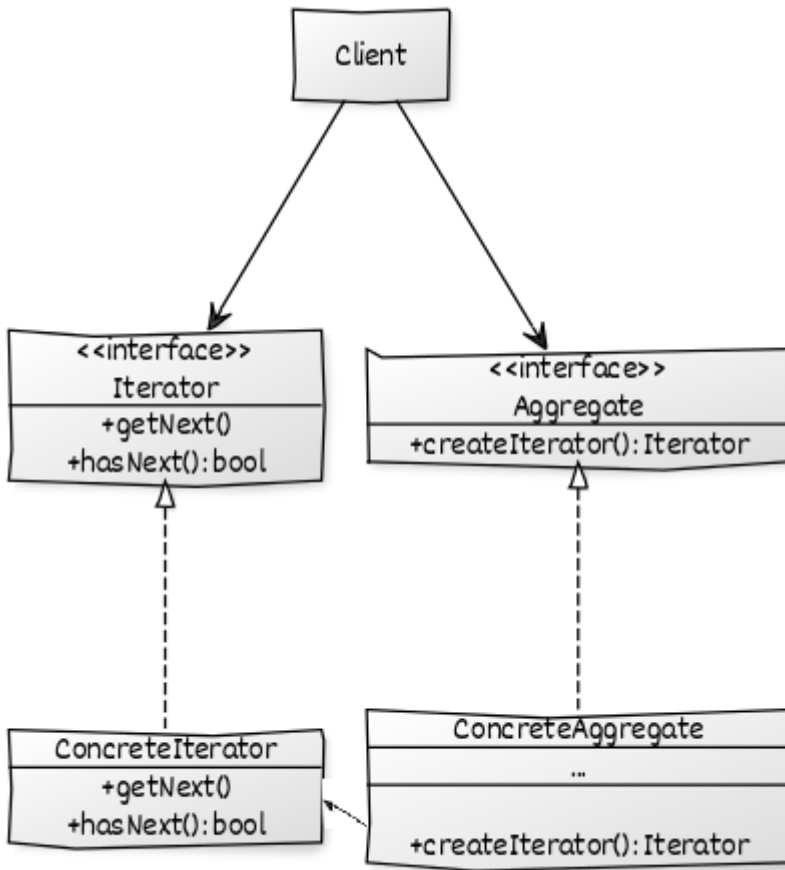 Client
<<interface>>
Iterator
+getNext()
+hasNext():bool
<<interface>>
Aggregate
+createIterator():Iterator
ConcreteIterator
+getNext()
+hasNext():bool
ConcreteAggregate
...
+createIterator():Iterator